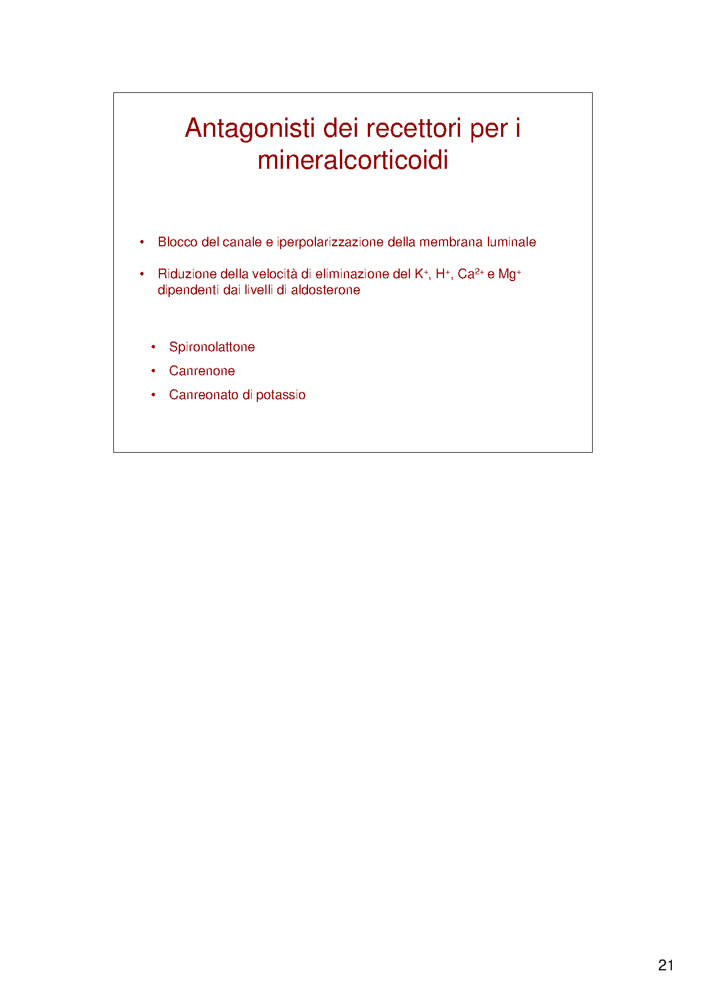 Antagonisti dei recettori per i
mineralcorticoidi
• Blocco del canale e iperpolarizzazione della membrana luminale
• Riduzione della velocità di eliminazione del K⁺, H⁺, Ca²⁺ e Mg⁺
dipendenti dai livelli di aldosterone
• Spironolattone
• Canrenone
• Canreonato di potassio
21